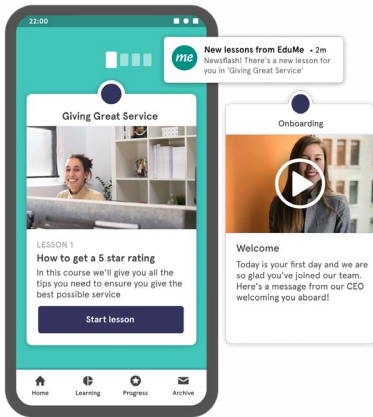 22:00
me
New lessons from EduMe • 2m
Newsflash! There's a new lesson for
you in 'Giving Great Service'
Giving Great Service
LESSON 1
How to get a 5 star rating
In this course we'll give you all the
tips you need to ensure you give the
best possible service
Start lesson
Home
Learning
Progress
Archive
Onboarding
Welcome
Today is your first day and we are
so glad you've joined our team.
Here's a message from our CEO
welcoming you aboard!